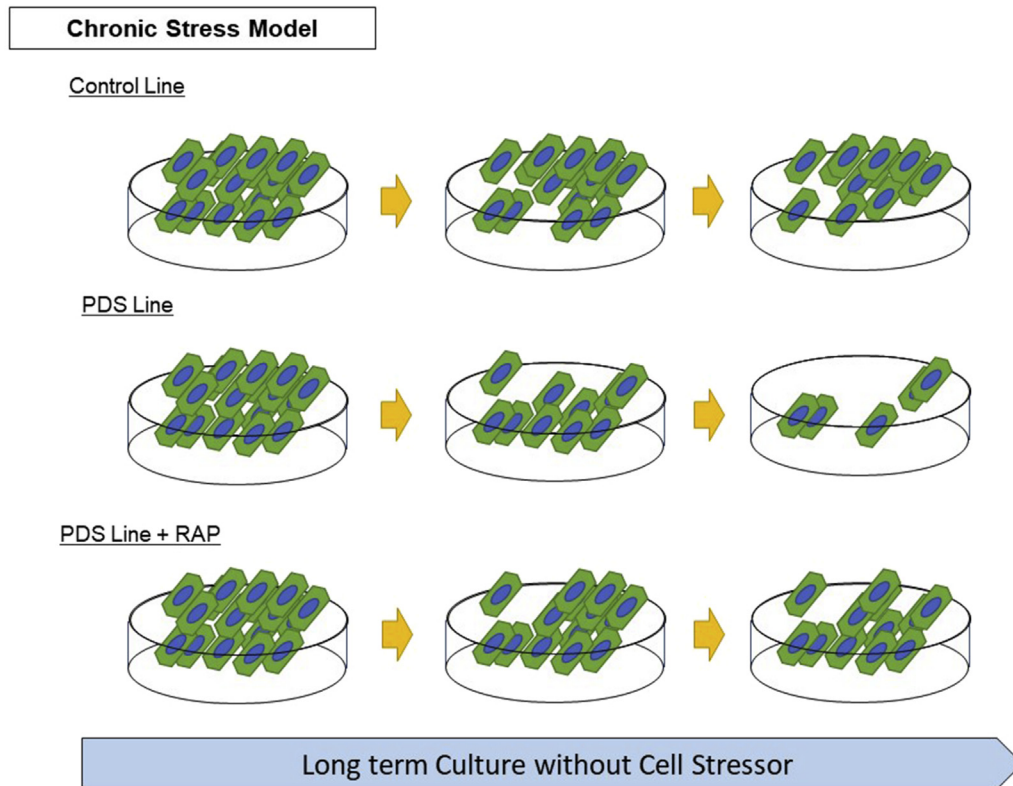 Chronic Stress Model
Control Line
PDS Line
PDS Line + RAP
Long term Culture without Cell Stressor